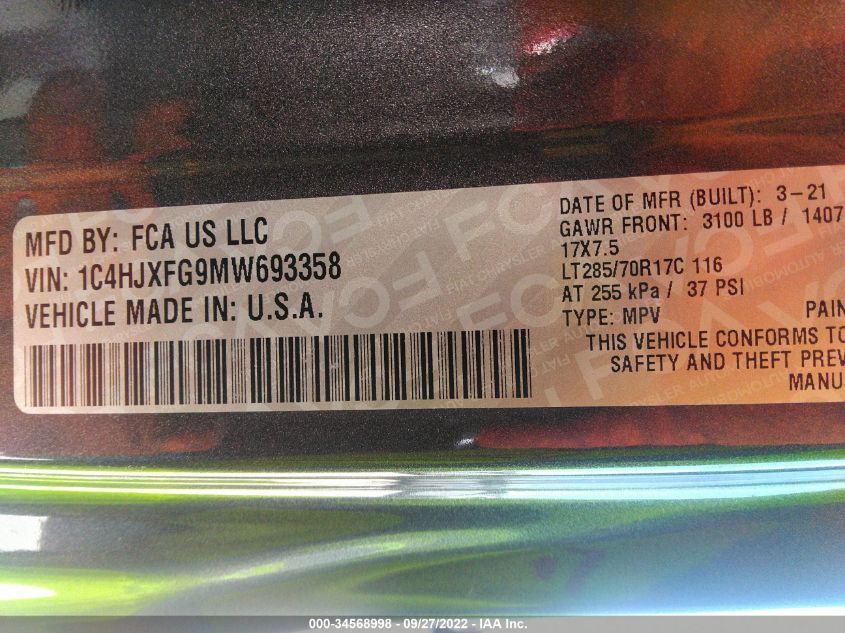 MFD BY: FCA US LLC
VIN: 1C4HJXFG9MW693358
VEHICLE MADE IN: U.S.A.
DATE OF MFR (BUILT): 3-21
GAWR FRONT: 3100 LB / 1407
17X7.5
LT285/70R17C 116
AT 255 kPa / 37 PSI
TYPE: MPV PAIN
THIS VEHICLE CONFORMS TO
SAFETY AND THEFT PREV
MANU
000-34568998 - 09/27/2022 - IAA Inc.